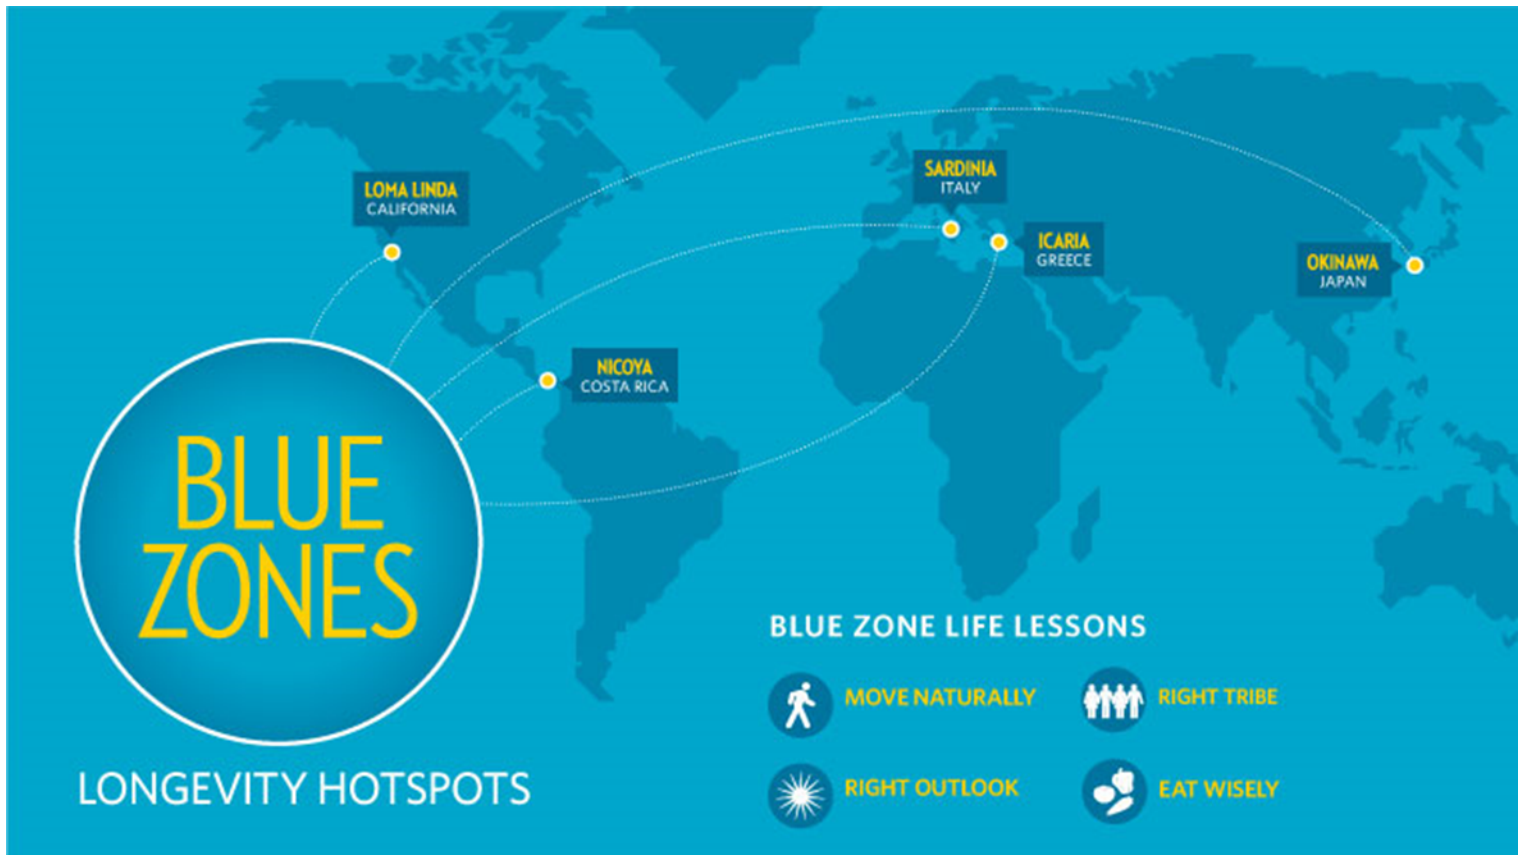 LOMA LINDA
CALIFORNIA
SARDINIA
ITALY
ICARIA
GREECE
OKINAWA
JAPAN
NICOYA
COSTA RICA
BLUE
ZONES
LONGEVITY HOTSPOTS
BLUE ZONE LIFE LESSONS
MOVE NATURALLY
RIGHT TRIBE
RIGHT OUTLOOK
EAT WISELY